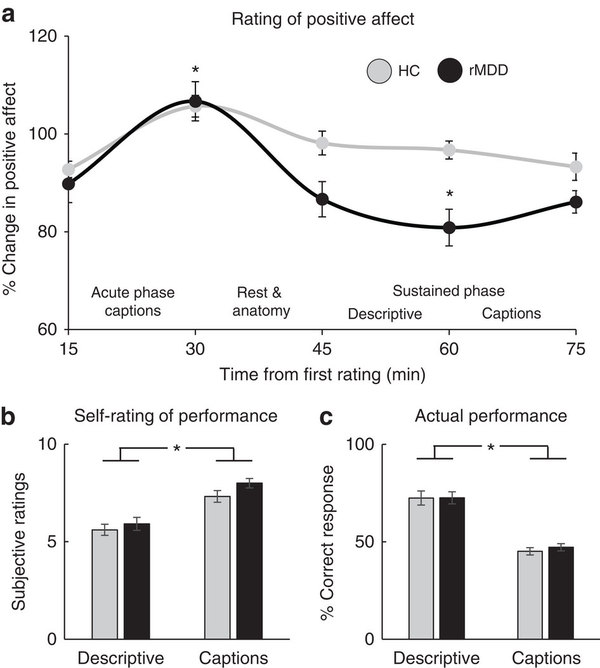 a
Rating of positive affect
120
100
80
60
% Change in positive affect
*
HC
rMDD
*
Acute phase
captions
Rest &
anatomy
Sustained phase
Descriptive
Captions
15
30
45
60
75
Time from first rating (min)
b
Self-rating of performance
10
5
0
Subjective ratings
*
Descriptive
Captions
c
Actual performance
100
50
0
% Correct response
*
Descriptive
Captions